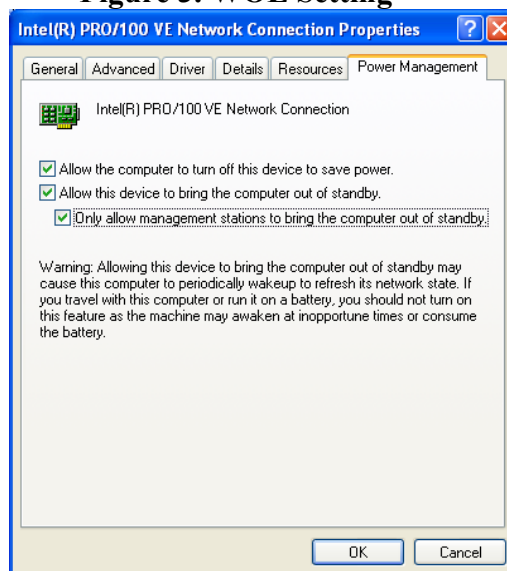 Figure 3: WOL Setting
Intel(R) PRO/100 VE Network Connection Properties
General Advanced Driver Details Resources Power Management
Intel(R) PRO/100 VE Network Connection
Allow the computer to turn off this device to save power.
Allow this device to bring the computer out of standby.
Only allow management stations to bring the computer out of standby.
Warning: Allowing this device to bring the computer out of standby may
cause this computer to periodically wakeup to refresh its network state. If
you travel with this computer or run it on a battery, you should not turn on
this feature as the machine may awaken at inopportune times or consume
the battery.
OK Cancel